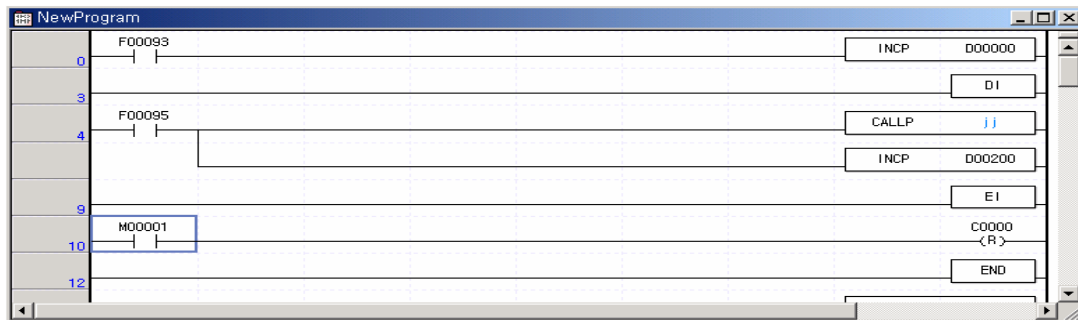 NewProgram
F00093
INCP D00000
0
DI
3
F00095
CALLP jj
4
INCP D00200
EI
9
M00001
C0000
10
R
END
12